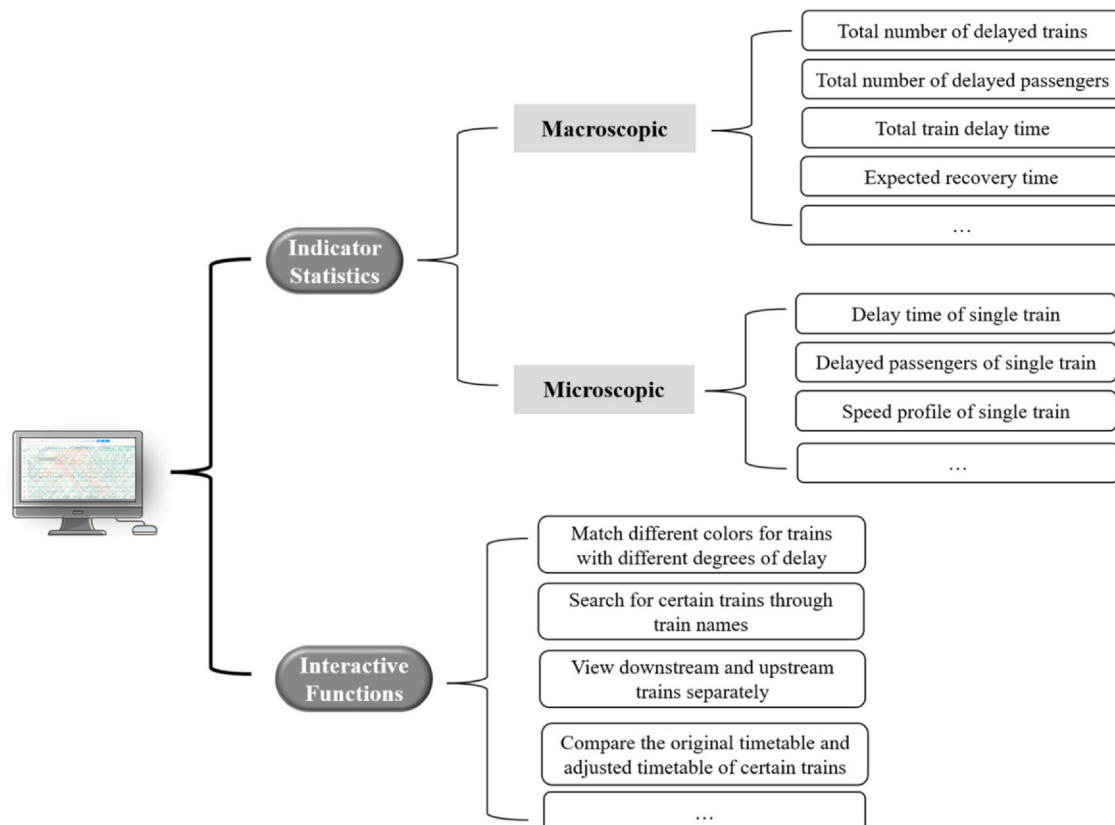 Total number of delayed trains
Total number of delayed passengers
Macroscopic
Total train delay time
Expected recovery time
…
Indicator
Statistics
Delay time of single train
Delayed passengers of single train
Microscopic
Speed profile of single train
…
Match different colors for trains
with different degrees of delay
Search for certain trains through
train names
Interactive
Functions
View downstream and upstream
trains separately
Compare the original timetable and
adjusted timetable of certain trains
…